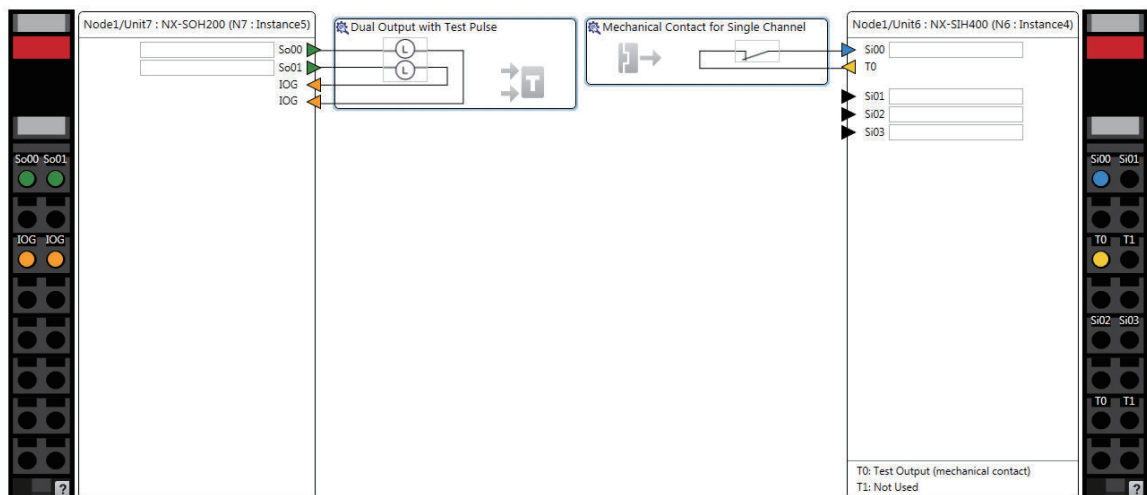 Node1/Unit7 : NX-SOH200 (N7 : Instance5)
So00
So01
IOG
IOG
Dual Output with Test Pulse
L
L
T
Mechanical Contact for Single Channel
Node1/Unit6 : NX-SIH400 (N6 : Instance4)
Si00
T0
Si01
Si02
Si03
So00 So01
IOG IOG
?
Si00 Si01
T0 T1
Si02 Si03
T0 T1
?
T0: Test Output (mechanical contact)
T1: Not Used